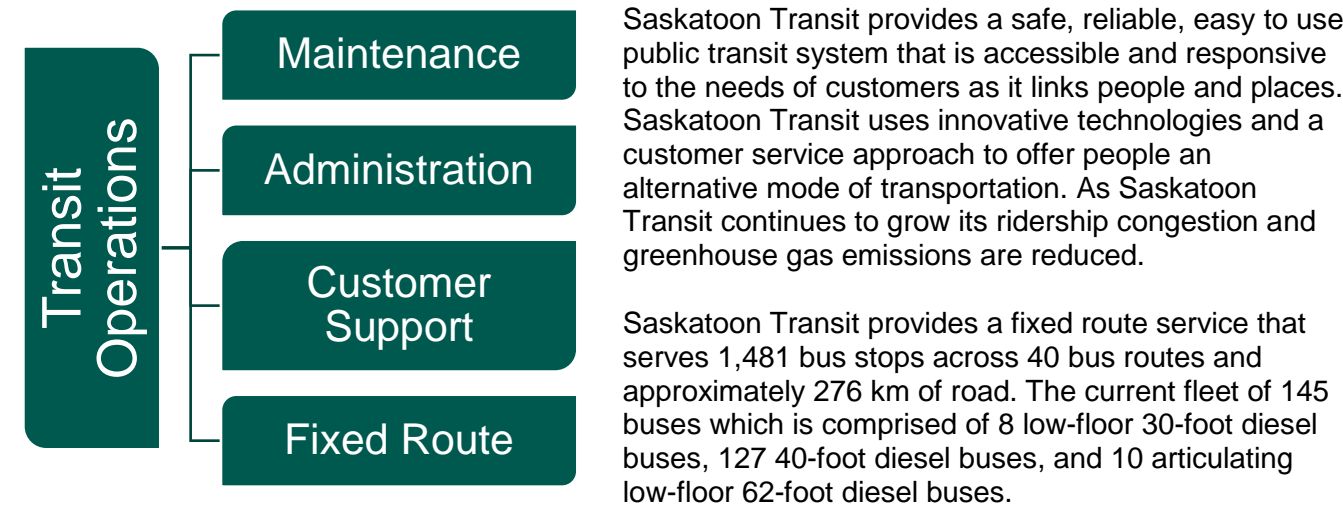 Transit
Operations
Maintenance
Administration
Customer
Support
Fixed Route
Saskatoon Transit provides a safe, reliable, easy to use
public transit system that is accessible and responsive
to the needs of customers as it links people and places.
Saskatoon Transit uses innovative technologies and a
customer service approach to offer people an
alternative mode of transportation. As Saskatoon
Transit continues to grow its ridership congestion and
greenhouse gas emissions are reduced.
Saskatoon Transit provides a fixed route service that
serves 1,481 bus stops across 40 bus routes and
approximately 276 km of road. The current fleet of 145
buses which is comprised of 8 low-floor 30-foot diesel
buses, 127 40-foot diesel buses, and 10 articulating
low-floor 62-foot diesel buses.